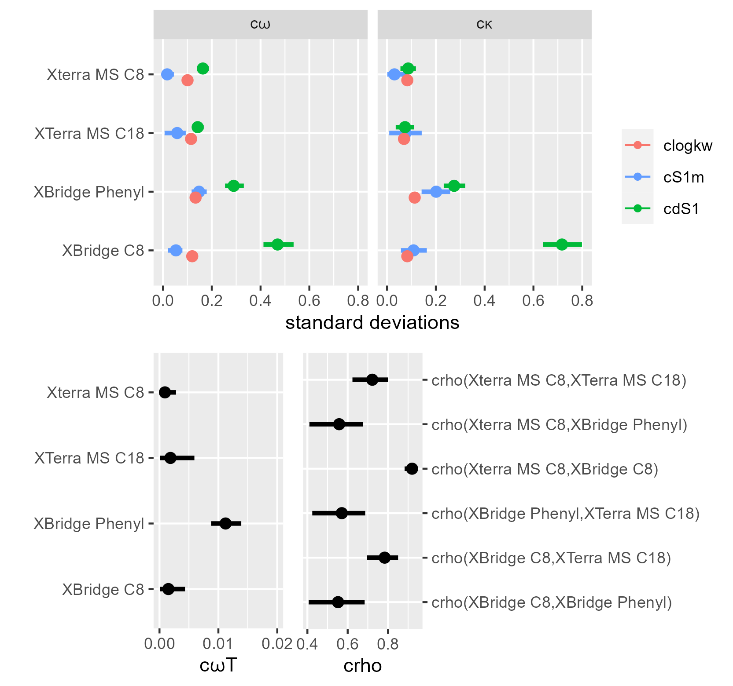 cω cκ
Xterra MS C8
XTerra MS C18
XBridge Phenyl
XBridge C8
0.0 0.2 0.4 0.6 0.8 0.0 0.2 0.4 0.6 0.8
standard deviations
clogkw
cS1m
cdS1
Xterra MS C8
XTerra MS C18
XBridge Phenyl
XBridge C8
0.00 0.01 0.02
cωT
crho(Xterra MS C8,XTerra MS C18)
crho(Xterra MS C8,XBridge Phenyl)
crho(Xterra MS C8,XBridge C8)
crho(XBridge Phenyl,XTerra MS C18)
crho(XBridge C8,XTerra MS C18)
crho(XBridge C8,XBridge Phenyl)
0.4 0.6 0.8
crho